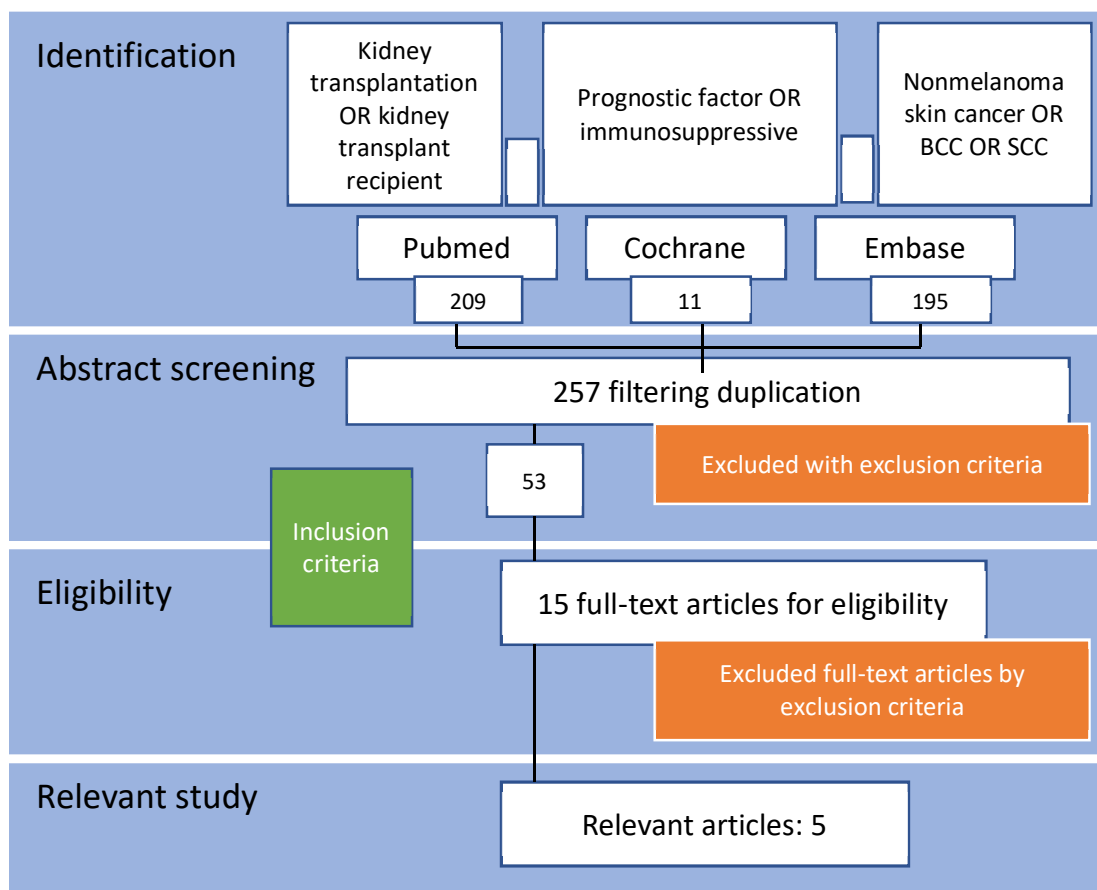 Identification
Kidney
transplantation
OR kidney
transplant
recipient
Prognostic factor OR
immunosuppressive
Nonmelanoma
skin cancer OR
BCC OR SCC
Pubmed
Cochrane
Embase
209
11
195
Abstract screening
257 filtering duplication
Excluded with exclusion criteria
53
Inclusion
criteria
Eligibility
15 full-text articles for eligibility
Excluded full-text articles by
exclusion criteria
Relevant study
Relevant articles: 5